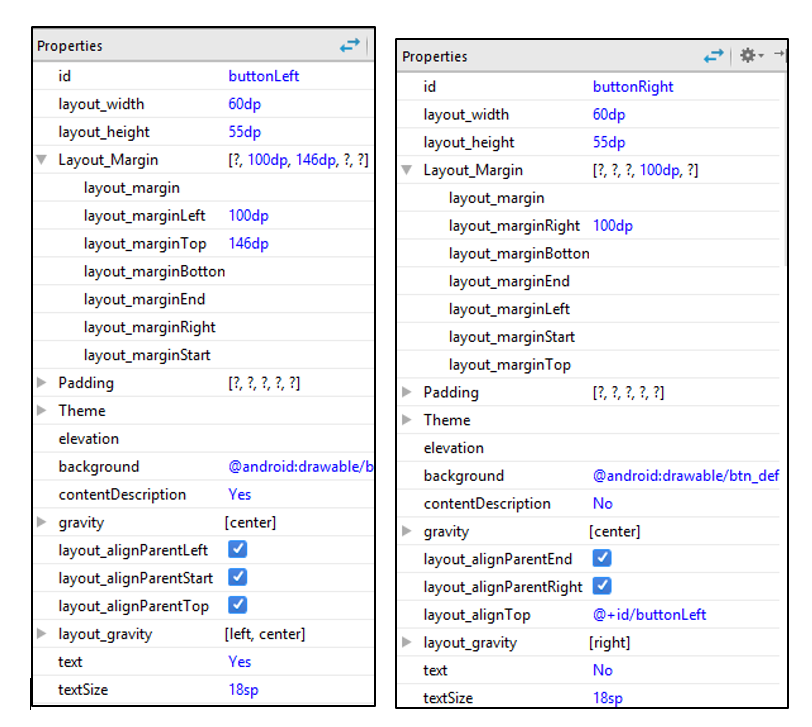 Properties
id buttonLeft
layout_width 60dp
layout_height 55dp
Layout_Margin [?, 100dp, 146dp, ?, ?]
layout_margin
layout_marginLeft 100dp
layout_marginTop 146dp
layout_marginBotton
layout_marginEnd
layout_marginRight
layout_marginStart
Padding [?, ?, ?, ?, ?]
Theme
elevation
background @android:drawable/b
contentDescription Yes
gravity [center]
layout_alignParentLeft
layout_alignParentStart
layout_alignParentTop
layout_gravity [left, center]
text Yes
textSize 18sp
Properties
id buttonRight
layout_width 60dp
layout_height 55dp
Layout_Margin [?, ?, ?, 100dp, ?]
layout_margin
layout_marginRight 100dp
layout_marginBotton
layout_marginEnd
layout_marginLeft
layout_marginStart
layout_marginTop
Padding [?, ?, ?, ?, ?]
Theme
elevation
background @android:drawable/btn_def
contentDescription No
gravity [center]
layout_alignParentEnd
layout_alignParentRight
layout_alignTop @+id/buttonLeft
layout_gravity [right]
text No
textSize 18sp